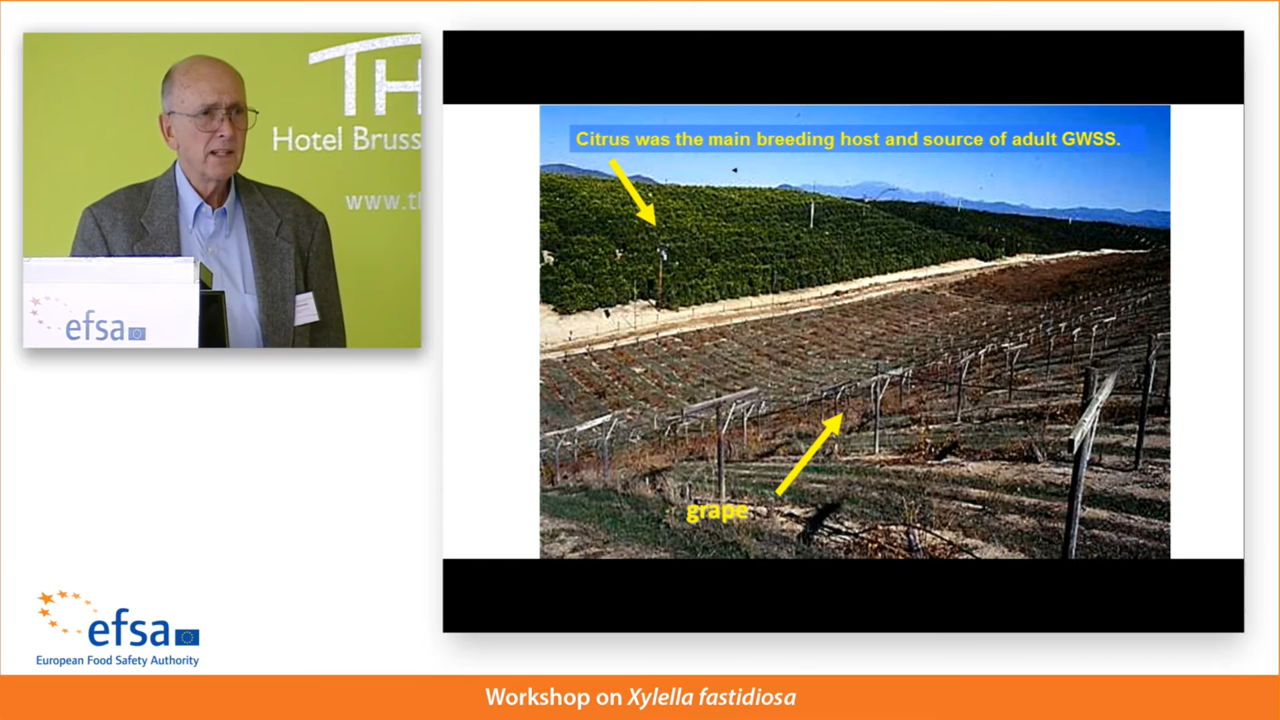 TH
Hotel Bruss
www.t
efsa
Citrus was the main breeding host and source of adult GWSS.
grape
efsa
European Food Safety Authority
Workshop on Xylella fastidiosa